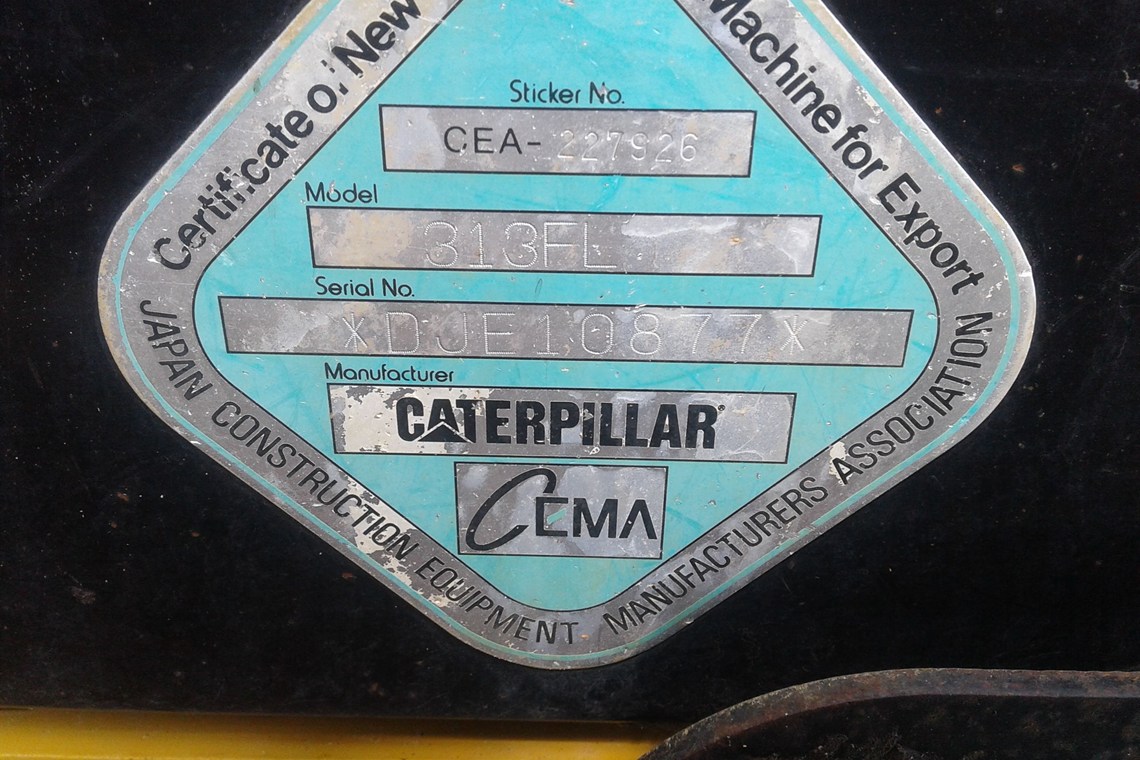 Certificate of New Machine for Export
Sticker No.
CEA- 227926
Model
313FL
Serial No.
*DJE10877*
Manufacturer
CATERPILLAR
CEMA
JAPAN CONSTRUCTION EQUIPMENT MANUFACTURERS ASSOCIATION